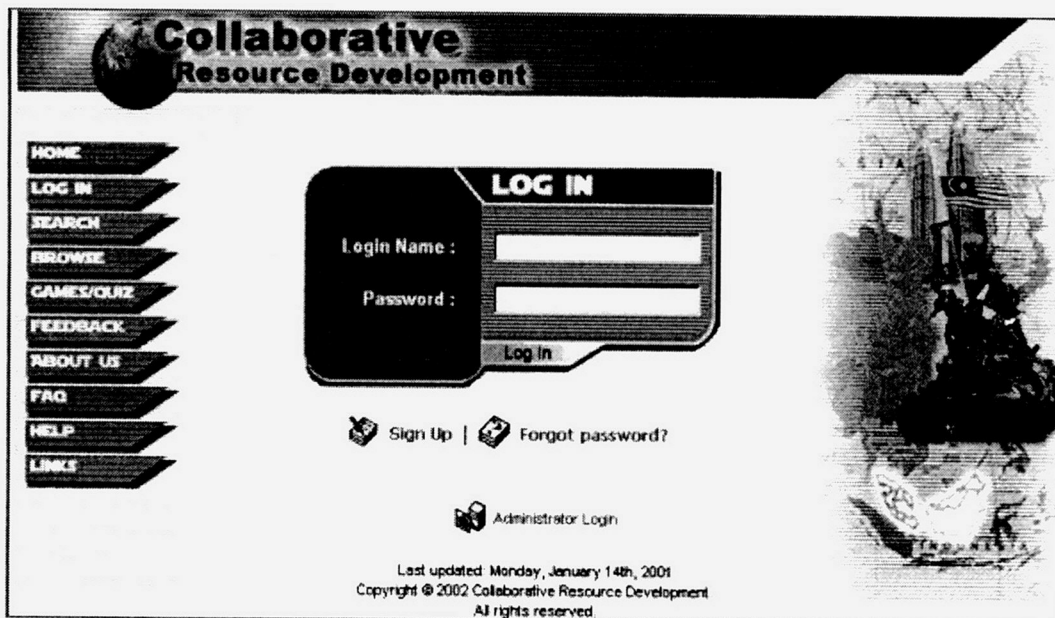 Collaborative
Resource Development
HOME
LOG IN
SEARCH
BROWSE
GAMES/QUIZ
FEEDBACK
ABOUT US
FAQ
HELP
LINKS
LOG IN
Login Name :
Password :
Log In
Sign Up | Forgot password?
Administrator Login
Last updated: Monday, January 14th, 2001
Copyright © 2002 Collaborative Resource Development
All rights reserved.
INDONESIA